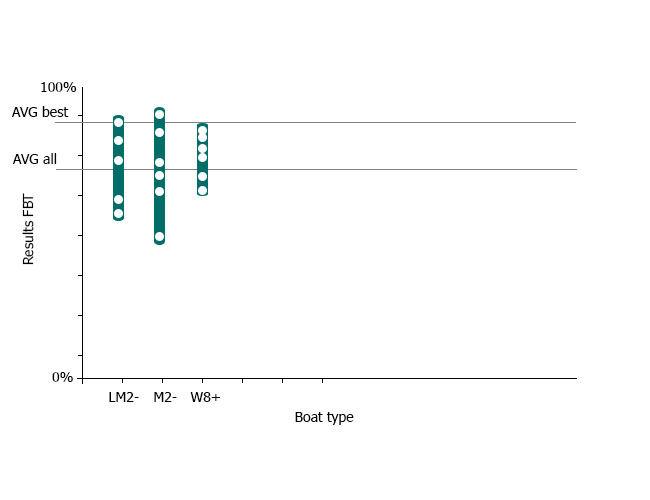 100%
AVG best
AVG all
Results FBT
0%
LM2- M2- W8+
Boat type